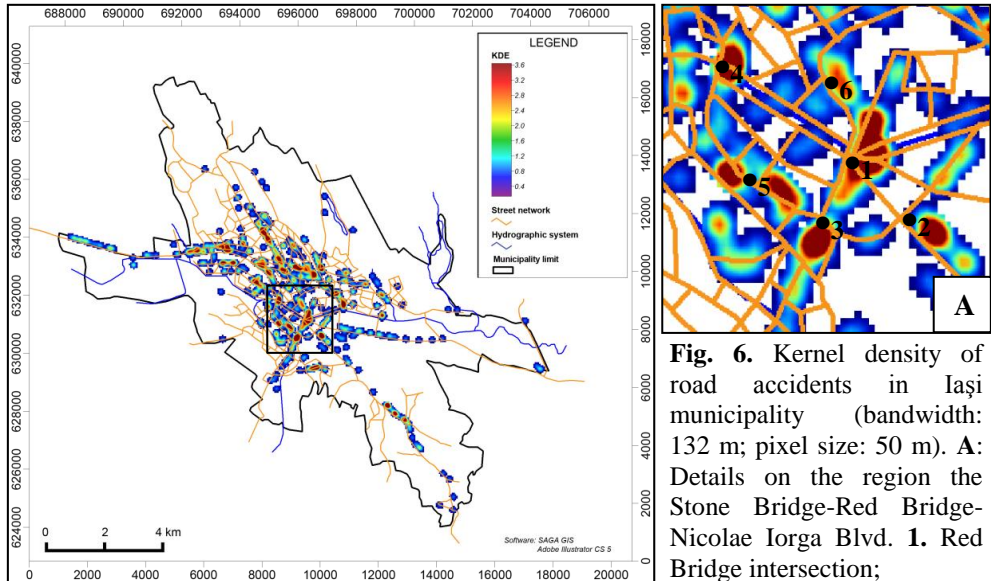 688000 690000 692000 694000 696000 698000 700000 702000 704000 706000
640000
638000
636000
634000
632000
630000
628000
626000
624000
18000
16000
14000
12000
10000
8000
6000
4000
2000
0
0 2000 4000 6000 8000 10000 12000 14000 16000 18000 20000
LEGEND
KDE
3.6
3.2
2.8
2.4
2.0
1.6
1.2
0.8
0.4
Street network
Hydrographic system
Municipality limit
0 2 4 km
Software: SAGA GIS
Adobe Illustrator CS 5
4
6
1
5
3
2
A
Fig. 6. Kernel density of
road accidents in Iaşi
municipality (bandwidth:
132 m; pixel size: 50 m). A:
Details on the region the
Stone Bridge-Red Bridge-
Nicolae Iorga Blvd. 1. Red
Bridge intersection;